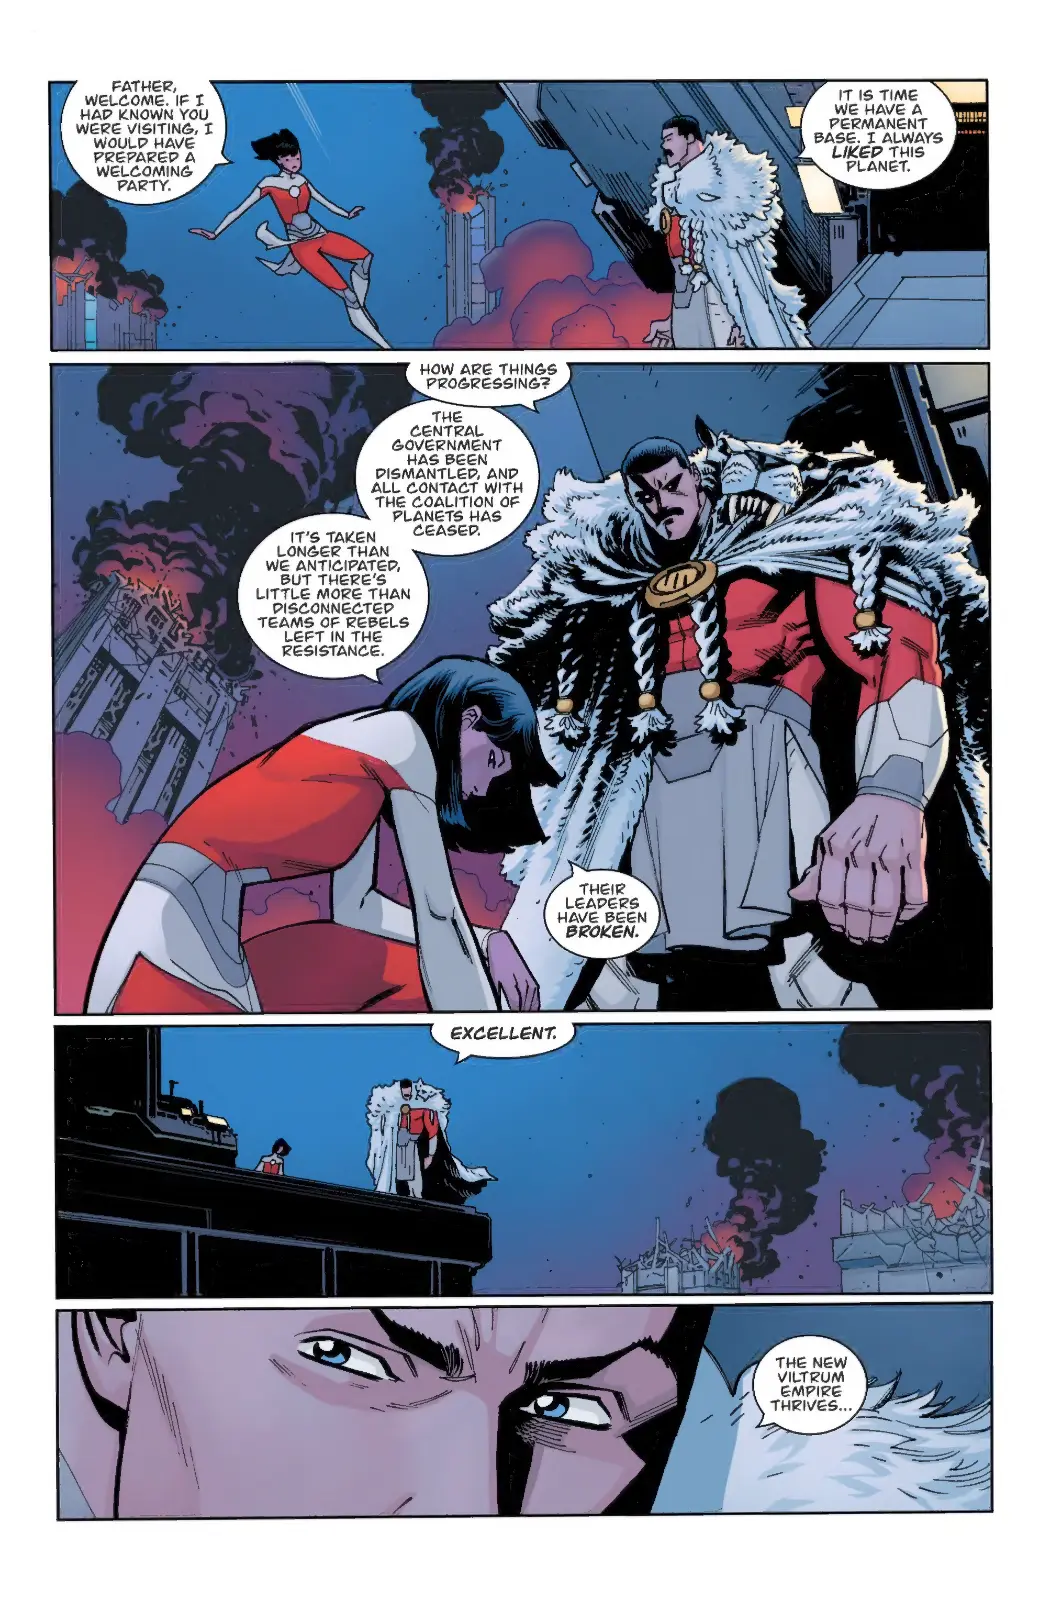 FATHER,
WELCOME. IF I
HAD KNOWN YOU
WERE VISITING, I
WOULD HAVE
PREPARED A
WELCOMING
PARTY.
IT IS TIME
WE HAVE A
PERMANENT
BASE. I ALWAYS
LIKED THIS
PLANET.
HOW ARE THINGS
PROGRESSING?
THE
CENTRAL
GOVERNMENT
HAS BEEN
DISMANTLED, AND
ALL CONTACT WITH
THE COALITION OF
PLANETS HAS
CEASED.
IT'S TAKEN
LONGER THAN
WE ANTICIPATED,
BUT THERE'S
LITTLE MORE THAN
DISCONNECTED
TEAMS OF REBELS
LEFT IN THE
RESISTANCE.
THEIR
LEADERS
HAVE BEEN
BROKEN.
EXCELLENT.
THE NEW
VILTRUM
EMPIRE
THRIVES...